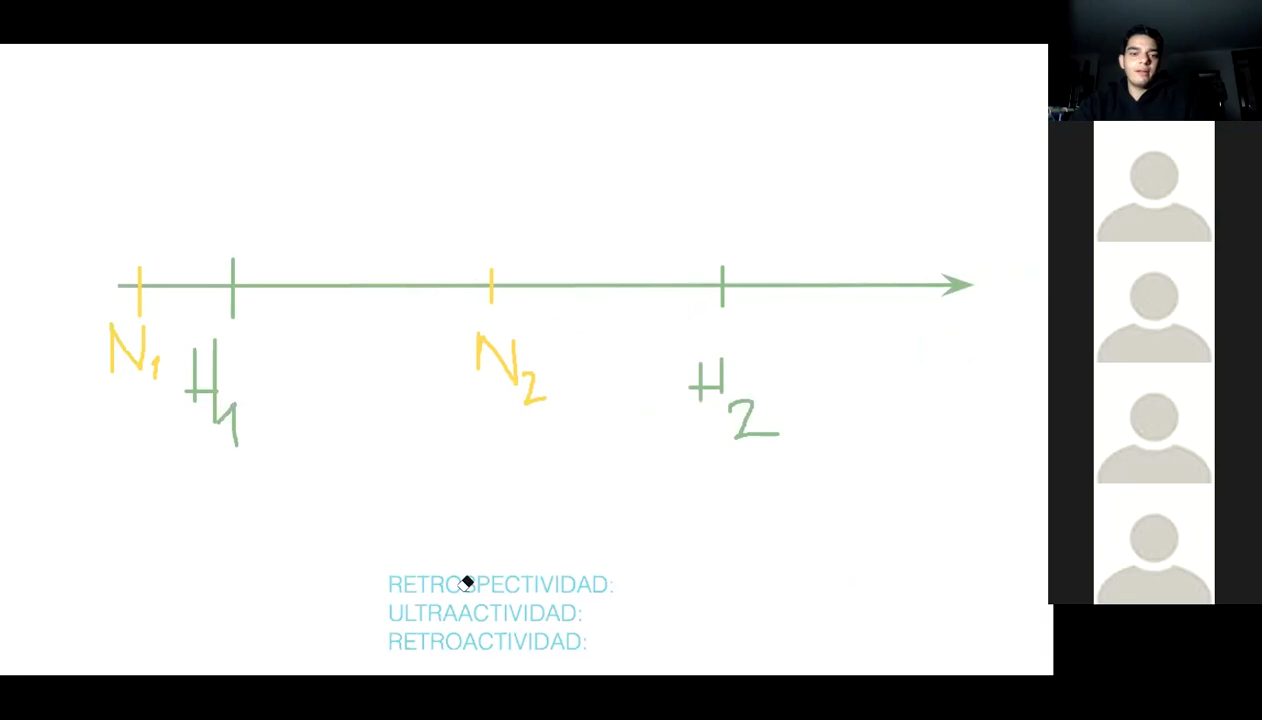 N1 H1 N2 H2
RETROSPECTIVIDAD:
ULTRAACTIVIDAD:
RETROACTIVIDAD: